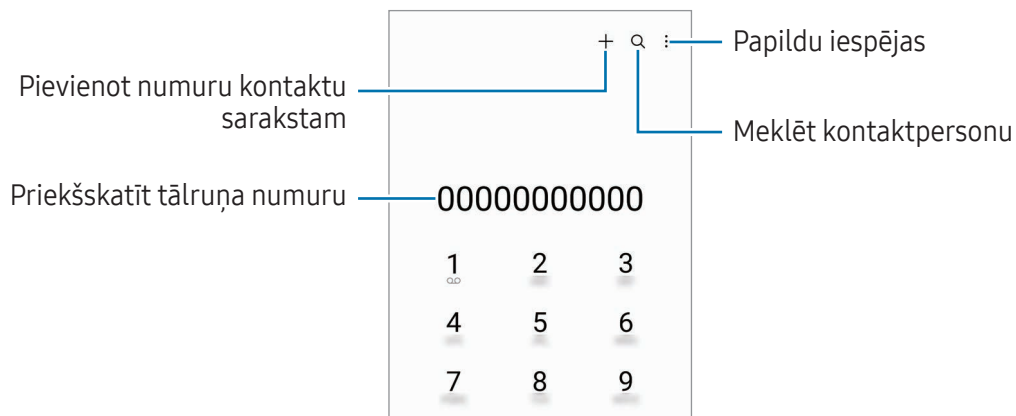 Papildu iespējas
Pievienot numuru kontaktu
sarakstam
Meklēt kontaktpersonu
Priekšskatīt tālruņa numuru
00000000000
1 2 3
4 5 6
7 8 9